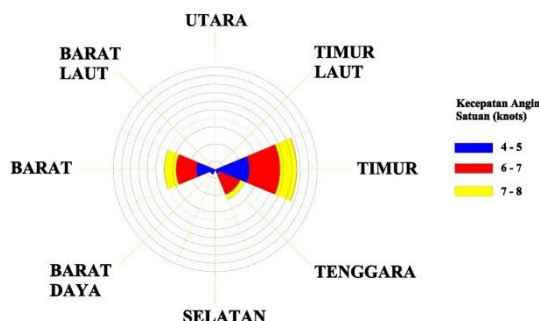 UTARA
BARAT
LAUT
TIMUR
LAUT
Kecepatan Angin
Satuan (knots)
4 - 5
6 - 7
7 - 8
BARAT
TIMUR
BARAT
DAYA
TENGGARA
SELATAN